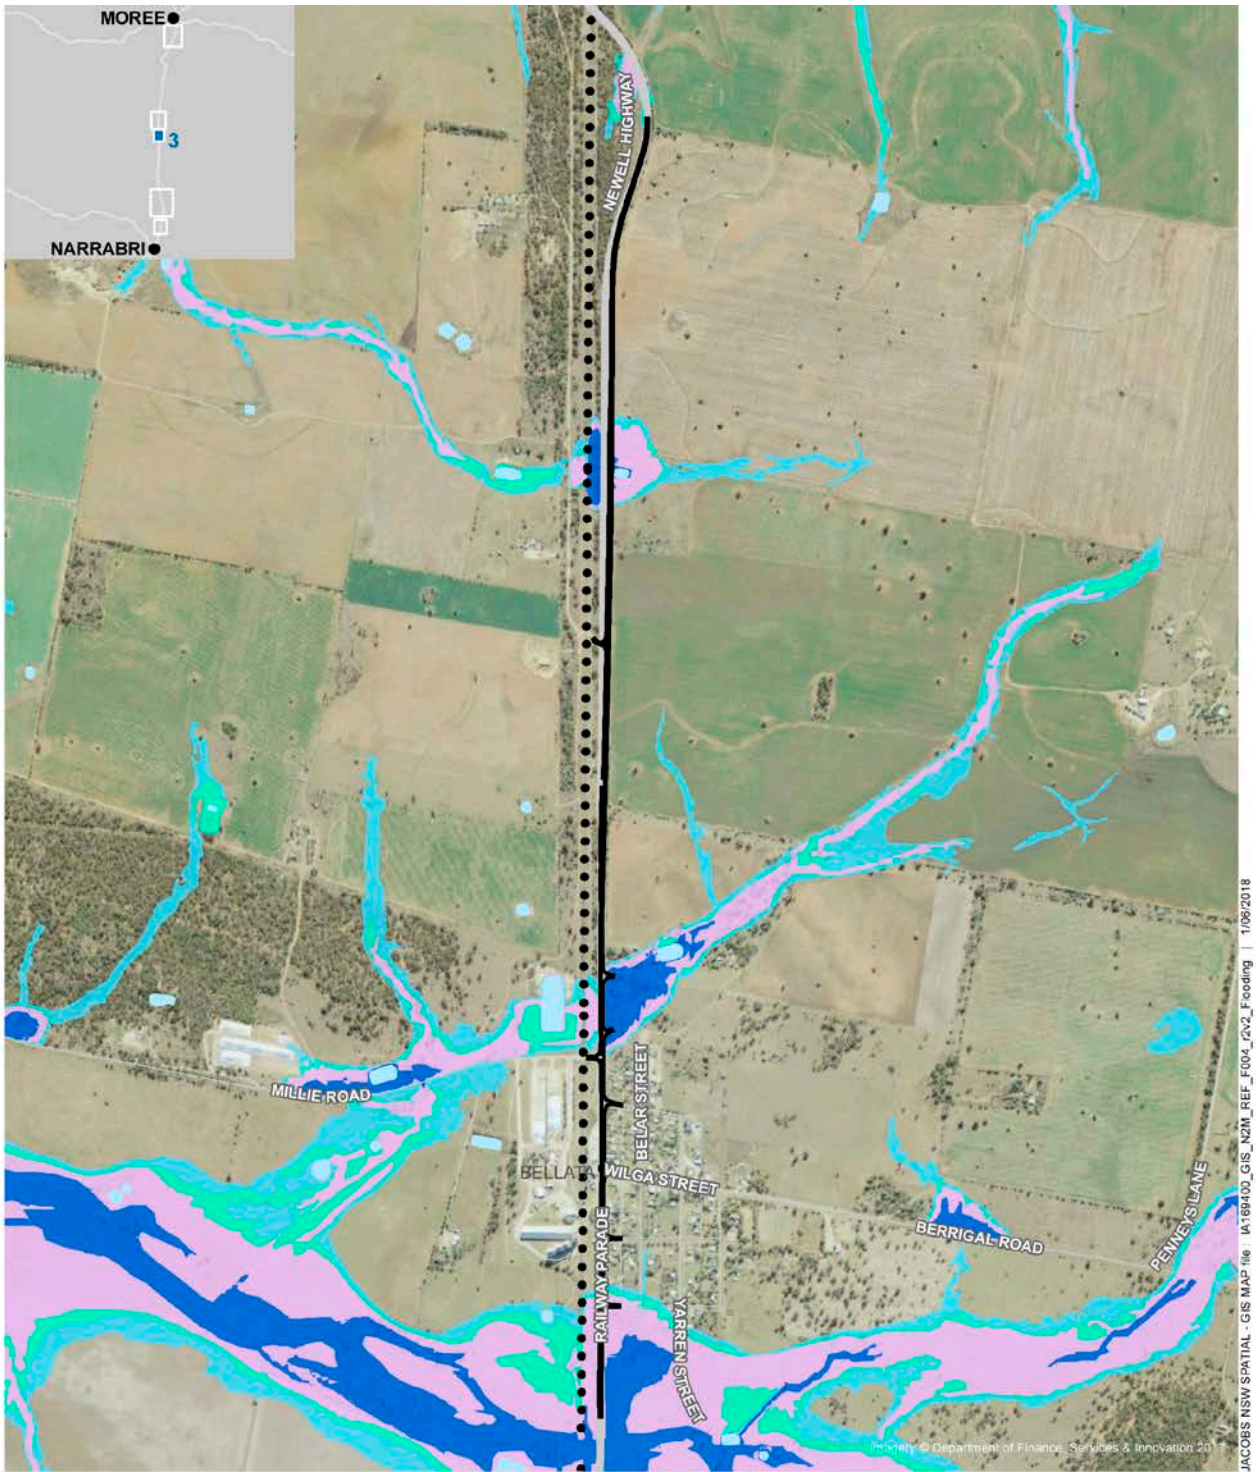 MOREE
3
NARRABRI
NEWELL HIGHWAY
MILLIE ROAD
BELAR STREET
BELLATA
WILGA STREET
RAILWAY PARADE
YARREN STREET
BERRIGAL ROAD
PENNEYS LANE
Imagery © Department of Finance, Services & Innovation 2017
JACOBS NSW SPATIAL - GIS MAP file : IA169400_GIS_N2M_REF_F004_r2v2_Flooding | 1/06/2018